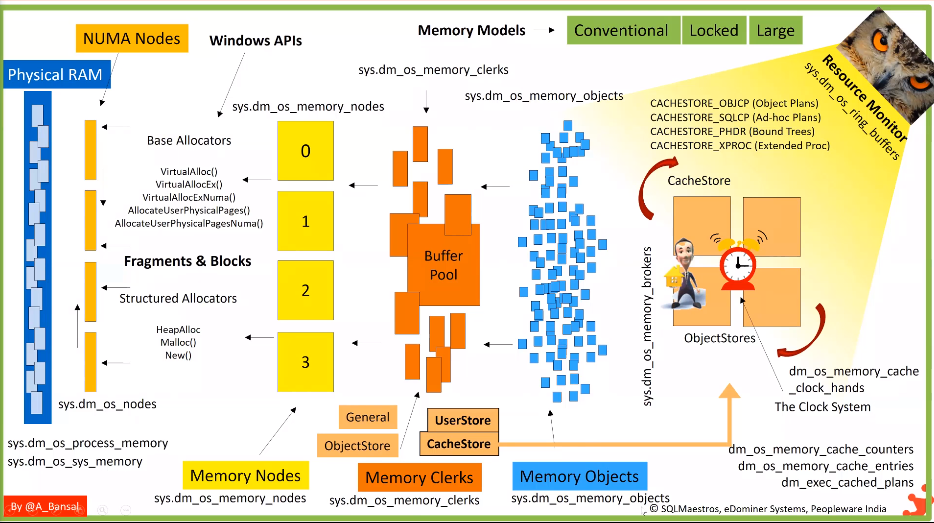 NUMA Nodes
Windows APIs
Memory Models
Conventional
Locked
Large
Physical RAM
sys.dm_os_memory_clerks
sys.dm_os_memory_nodes
sys.dm_os_memory_objects
Resource Monitor
sys.dm_os_ring_buffers
CACHESTORE_OBJCP (Object Plans)
CACHESTORE_SQLCP (Ad-hoc Plans)
CACHESTORE_PHDR (Bound Trees)
CACHESTORE_XPROC (Extended Proc)
Base Allocators
VirtualAlloc()
VirtualAllocEx()
VirtualAllocExNuma()
AllocateUserPhysicalPages()
AllocateUserPhysicalPagesNuma()
Fragments & Blocks
Structured Allocators
HeapAlloc
Malloc()
New()
0
1
2
3
Buffer
Pool
CacheStore
sys.dm_os_memory_brokers
ObjectStores
dm_os_memory_cache
_clock_hands
The Clock System
sys.dm_os_nodes
General
ObjectStore
UserStore
CacheStore
sys.dm_os_process_memory
sys.dm_os_sys_memory
dm_os_memory_cache_counters
dm_os_memory_cache_entries
dm_exec_cached_plans
Memory Nodes
sys.dm_os_memory_nodes
Memory Clerks
sys.dm_os_memory_clerks
Memory Objects
sys.dm_os_memory_objects
By @A_Bansal
© SQLMaestros, eDominer Systems, Peopleware India